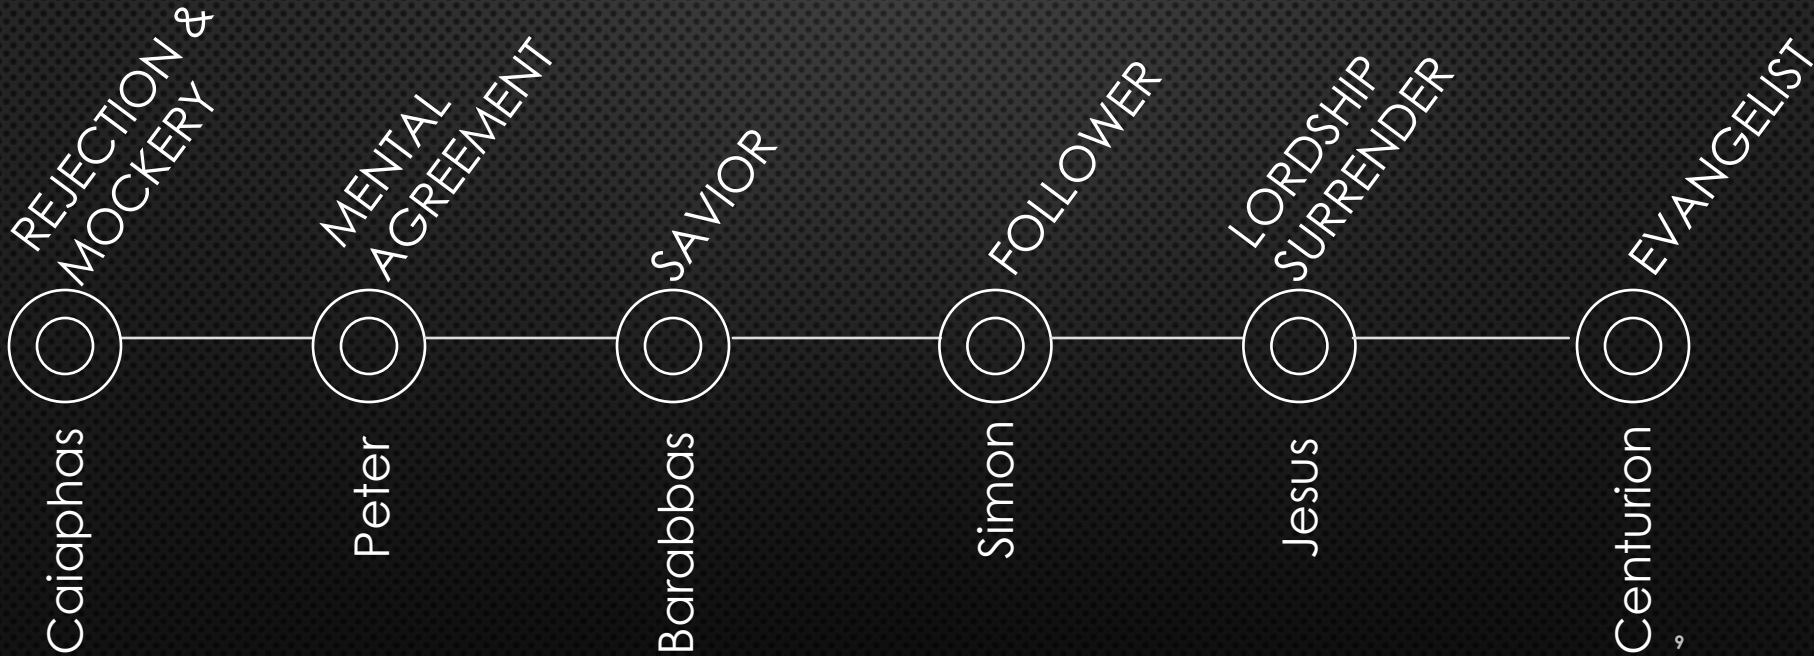 REJECTION &
MOCKERY
MENTAL
AGREEMENT
SAVIOR
FOLLOWER
LORDSHIP
SURRENDER
EVANGELIST
Caiaphas
Peter
Barabbas
Simon
Jesus
Centurion
9